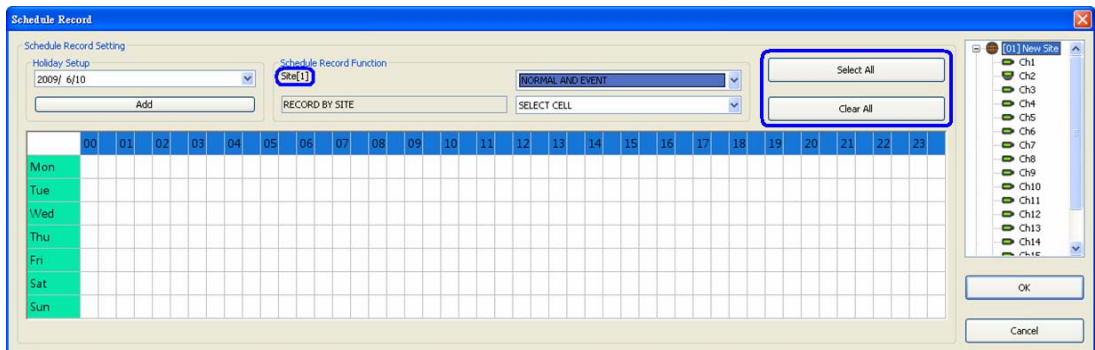 Schedule Record
Schedule Record Setting
Holiday Setup
2009/ 6/10
Add
Schedule Record Function
Site[1]
NORMAL AND EVENT
RECORD BY SITE
SELECT CELL
Select All
Clear All
00 01 02 03 04 05 06 07 08 09 10 11 12 13 14 15 16 17 18 19 20 21 22 23
Mon
Tue
Wed
Thu
Fri
Sat
Sun
[01] New Site
Ch1
Ch2
Ch3
Ch4
Ch5
Ch6
Ch7
Ch8
Ch9
Ch10
Ch11
Ch12
Ch13
Ch14
Ch15
OK
Cancel